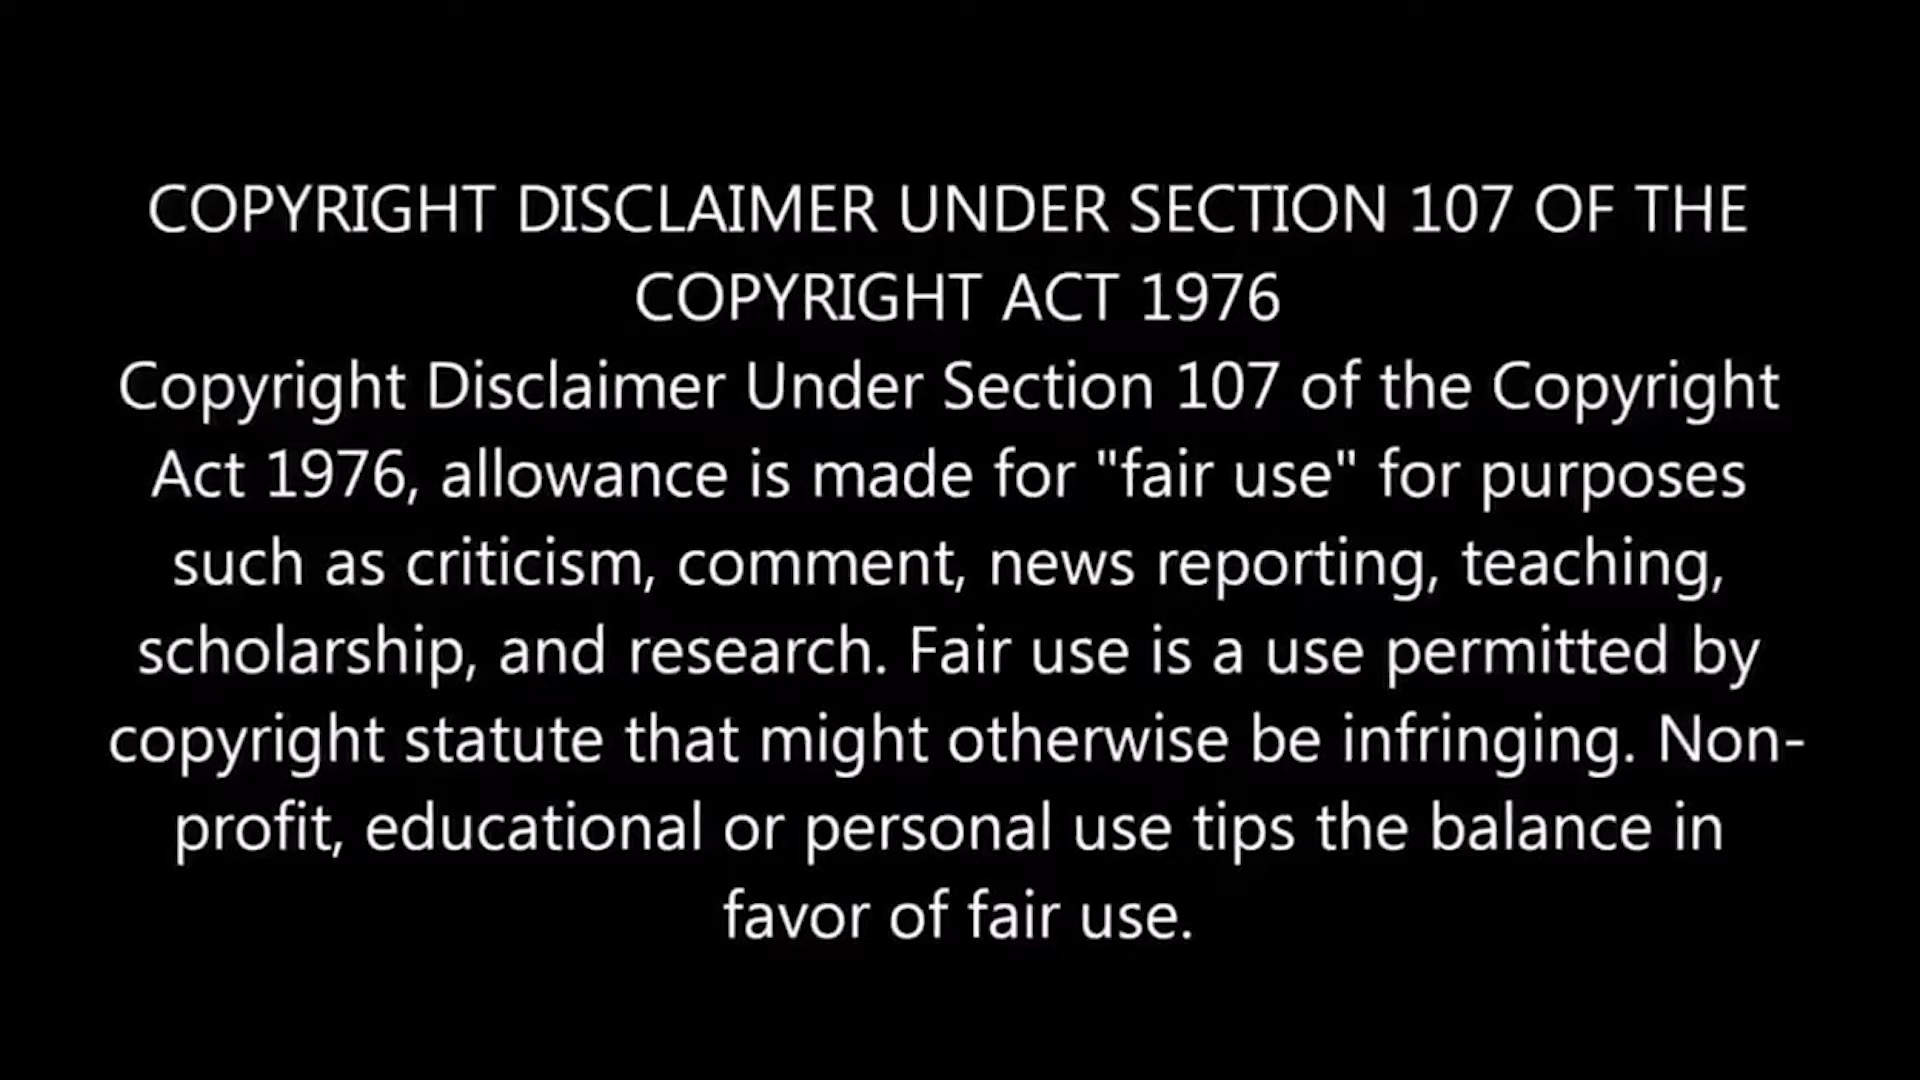 COPYRIGHT DISCLAIMER UNDER SECTION 107 OF THE
COPYRIGHT ACT 1976
Copyright Disclaimer Under Section 107 of the Copyright
Act 1976, allowance is made for "fair use" for purposes
such as criticism, comment, news reporting, teaching,
scholarship, and research. Fair use is a use permitted by
copyright statute that might otherwise be infringing. Non-
profit, educational or personal use tips the balance in
favor of fair use.